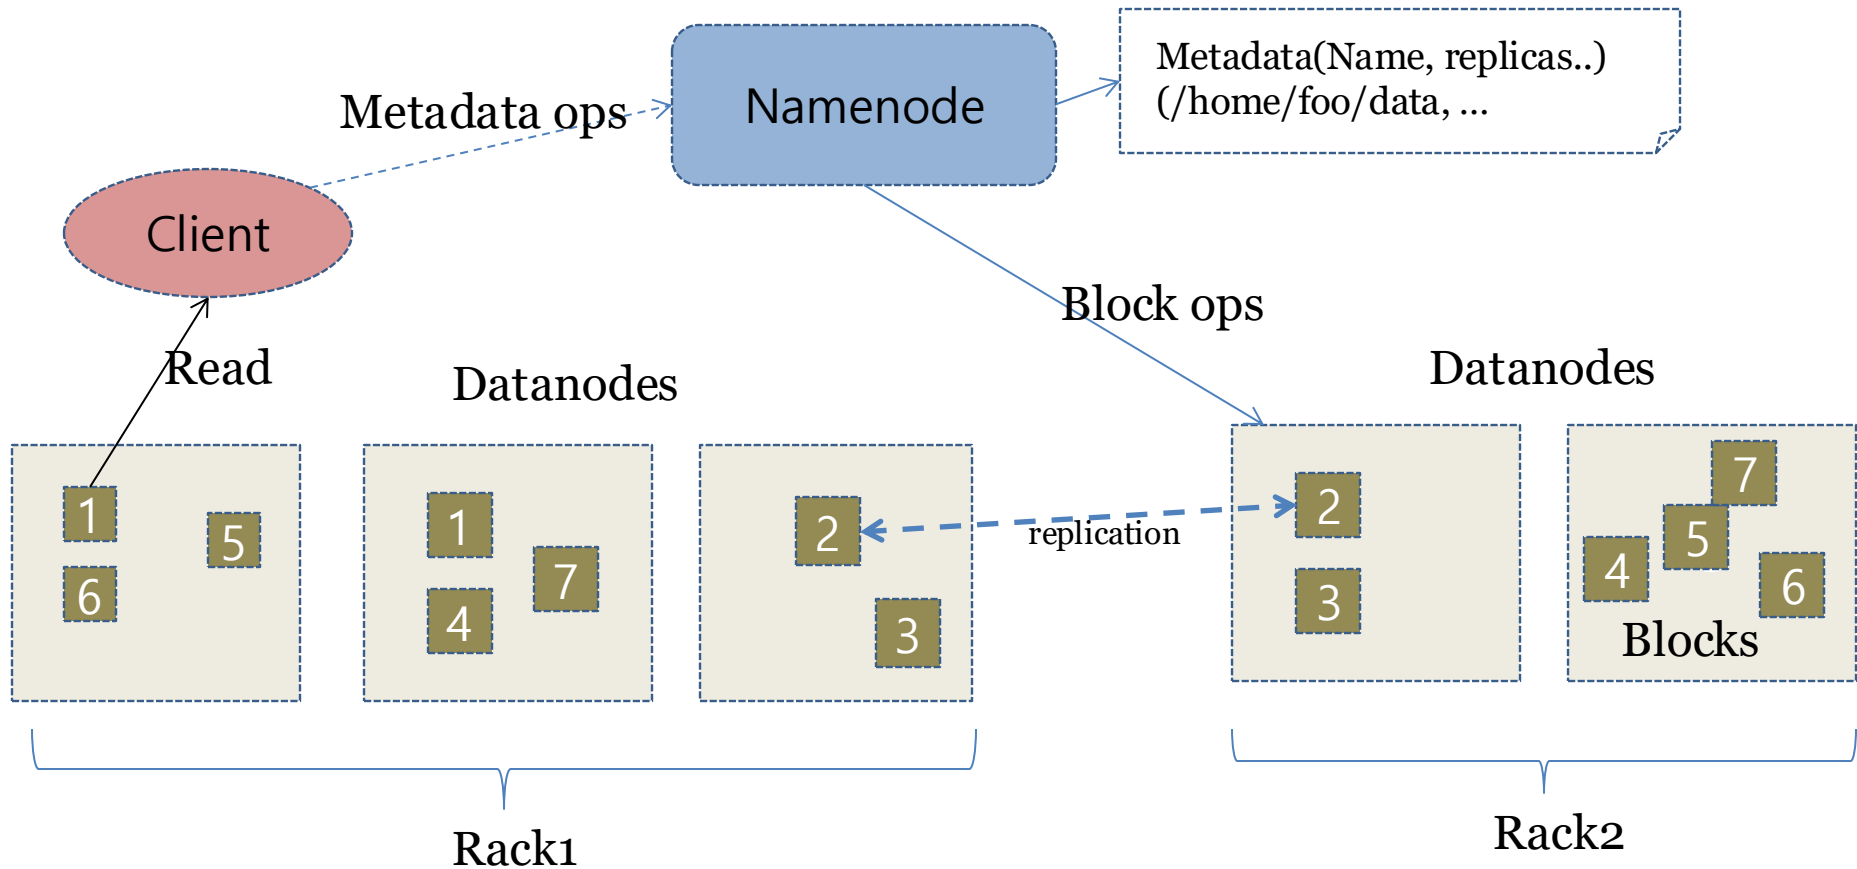 Metadata(Name, replicas..)
(/home/foo/data, ...
Namenode
Metadata ops
Client
Block ops
Read
Datanodes
Datanodes
1
5
6
1
7
4
2
3
replication
2
3
7
5
4
6
Blocks
Rack1
Rack2